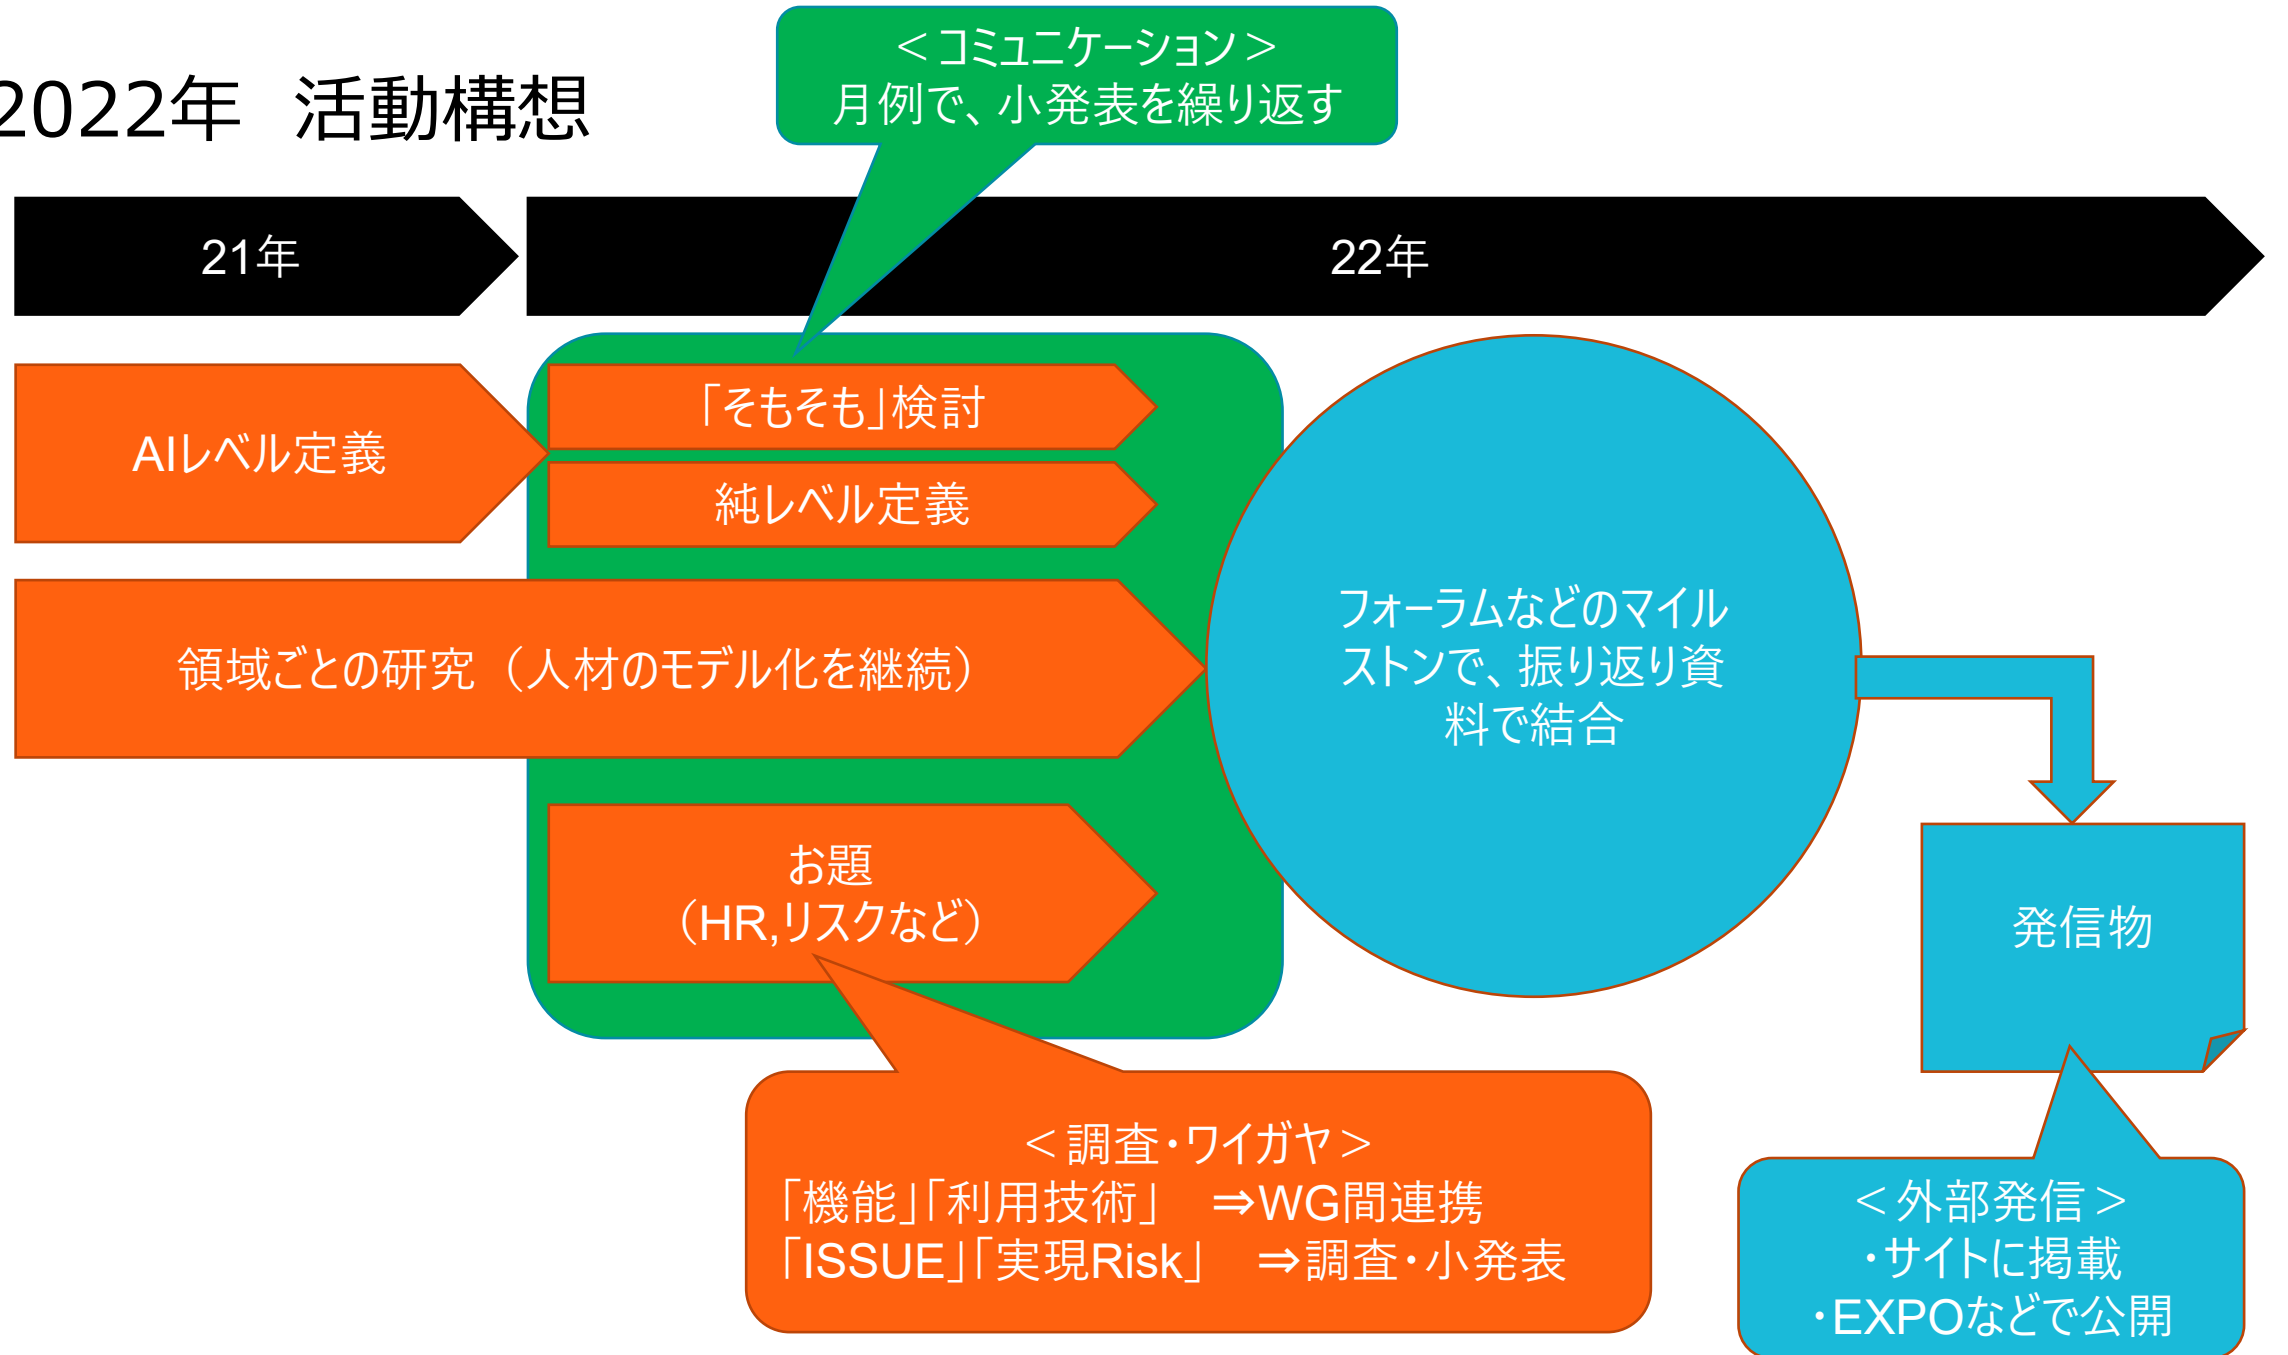 2022年　活動構想
＜コミュニケーション＞
月例で、小発表を繰り返す
21年
22年
AIレベル定義
「そもそも」検討
純レベル定義
領域ごとの研究（人材のモデル化を継続）
お題
（HR,リスクなど）
フォーラムなどのマイル
ストンで、振り返り資
料で結合
発信物
＜調査・ワイガヤ＞
「機能」「利用技術」　⇒WG間連携
「ISSUE」「実現Risk」　⇒調査・小発表
＜外部発信＞
・サイトに掲載
・EXPOなどで公開